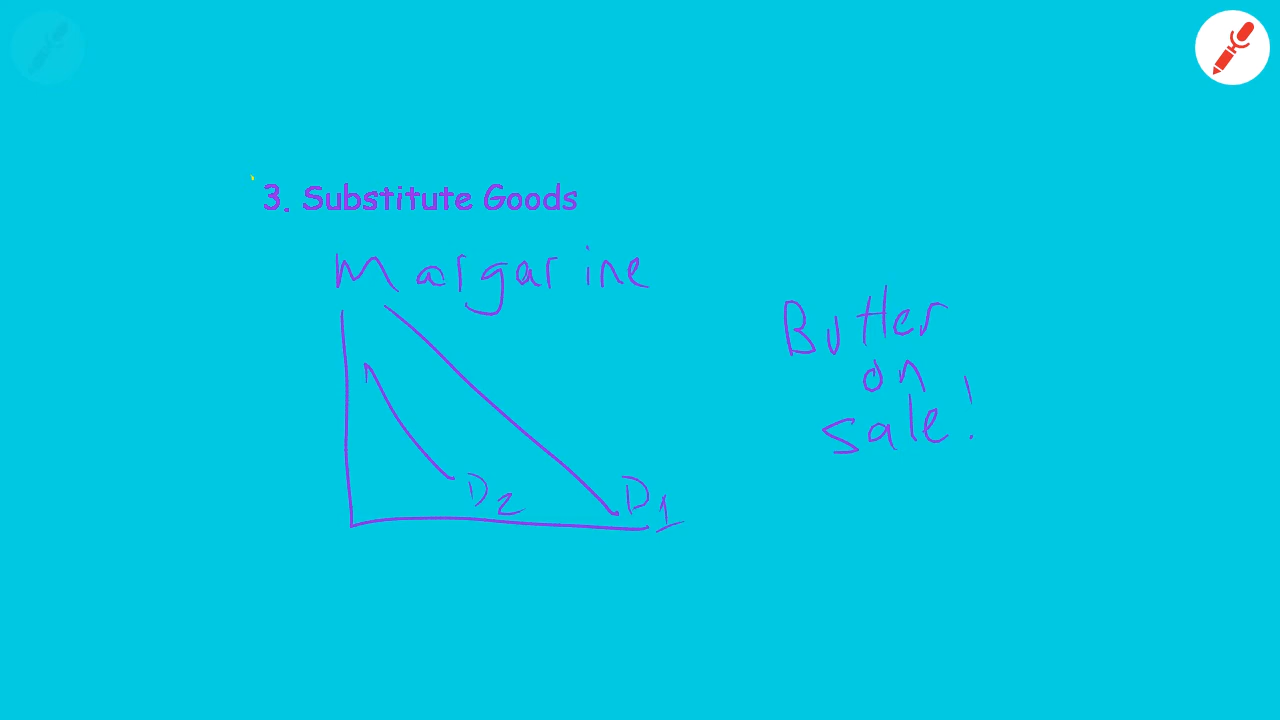 3. Substitute Goods
Margarine
Butter
on
sale!
D2
D1